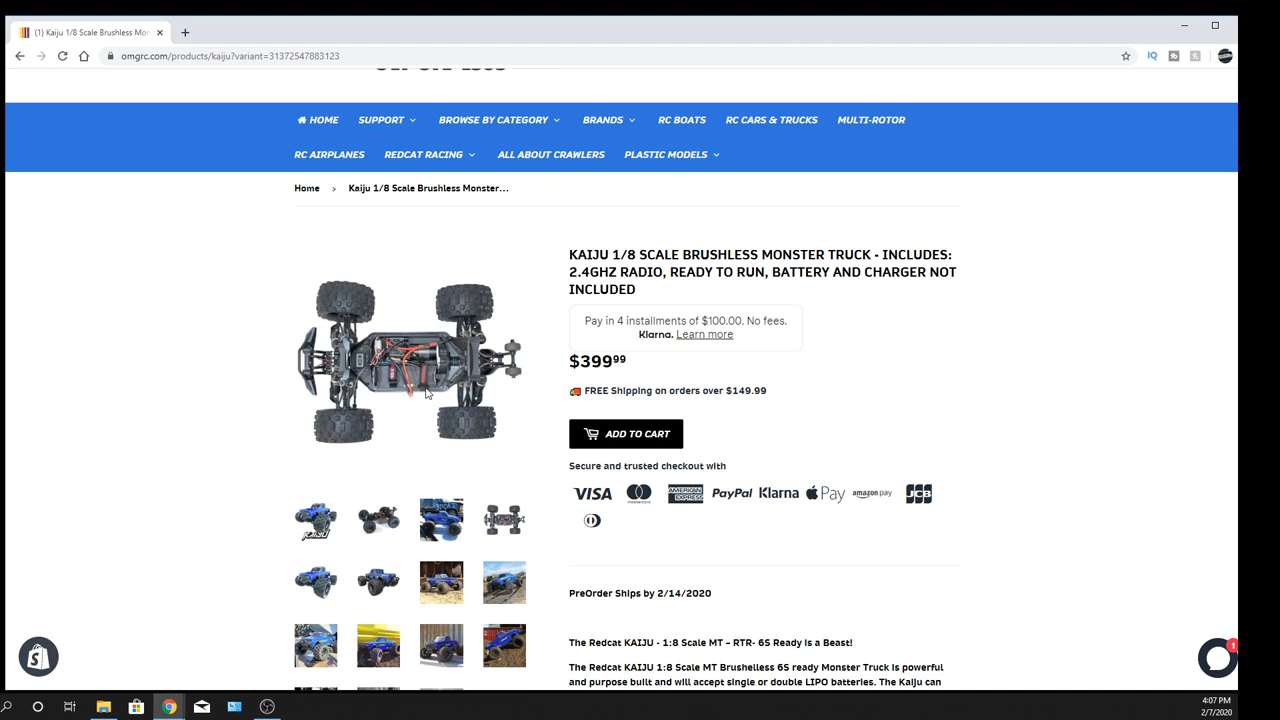 (1) Kaiju 1/8 Scale Brushless Mon
omgrc.com/products/kaiju?variant=31372547883123
IQ
HOME
SUPPORT
BROWSE BY CATEGORY
BRANDS
RC BOATS
RC CARS & TRUCKS
MULTI-ROTOR
RC AIRPLANES
REDCAT RACING
ALL ABOUT CRAWLERS
PLASTIC MODELS
Home › Kaiju 1/8 Scale Brushless Monster...
KAIJU 1/8 SCALE BRUSHLESS MONSTER TRUCK - INCLUDES:
2.4GHZ RADIO, READY TO RUN, BATTERY AND CHARGER NOT
INCLUDED
Pay in 4 installments of $100.00. No fees.
Klarna. Learn more
$399.99
FREE Shipping on orders over $149.99
ADD TO CART
Secure and trusted checkout with
VISA
mastercard
AMERICAN EXPRESS
PayPal
Klarna
Apple Pay
amazon pay
JCB
KAIJU
PreOrder Ships by 2/14/2020
The Redcat KAIJU - 1:8 Scale MT – RTR- 6S Ready is a Beast!
The Redcat KAIJU 1:8 Scale MT Brushelless 6S ready Monster Truck is powerful
and purpose built and will accept single or double LIPO batteries. The Kaiju can
1
4:07 PM
2/7/2020